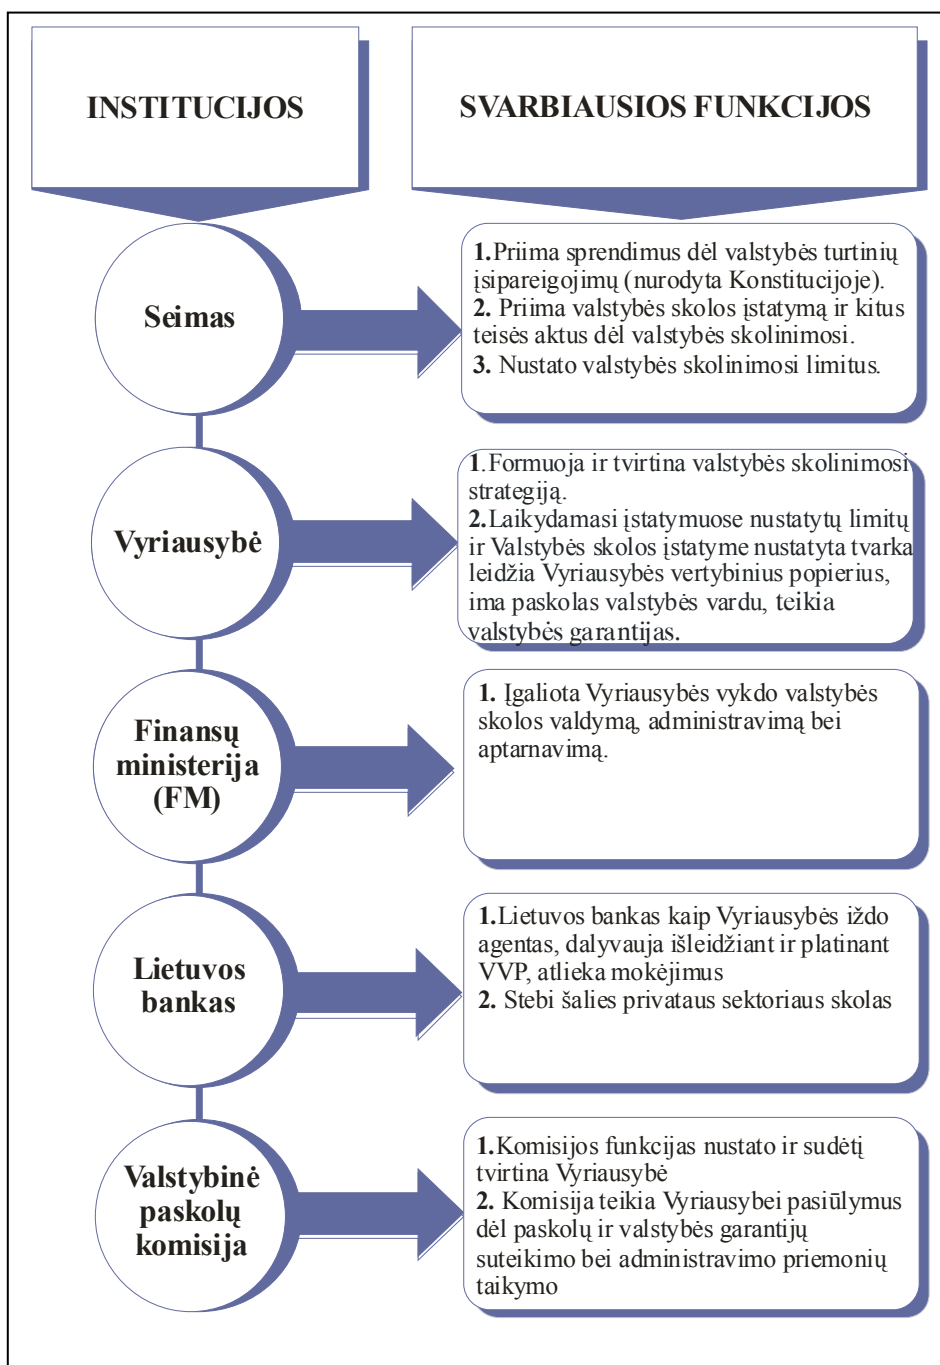 INSTITUCIJOS
SVARBIAUSIOS FUNKCIJOS
Seimas
1.Priima sprendimus dėl valstybės turtinių
įsipareigojimų (nurodyta Konstitucijoje).
2. Priima valstybės skolos įstatymą ir kitus
teisės aktus dėl valstybės skolinimosi.
3. Nustato valstybės skolinimosi limitus.
Vyriausybė
1.Formuoja ir tvirtina valstybės skolinimosi
strategiją.
2.Laikydamasi įstatymuose nustatytų limitų
ir Valstybės skolos įstatyme nustatyta tvarka
leidžia Vyriausybės vertybinius popierius,
ima paskolas valstybės vardu, teikia
valstybės garantijas.
Finansų
ministerija
(FM)
1. Įgaliota Vyriausybės vykdo valstybės
skolos valdymą, administravimą bei
aptarnavimą.
Lietuvos
bankas
1.Lietuvos bankas kaip Vyriausybės iždo
agentas, dalyvauja išleidžiant ir platinant
VVP, atlieka mokėjimus
2. Stebi šalies privataus sektoriaus skolas
Valstybinė
paskolų
komisija
1.Komisijos funkcijas nustato ir sudėtį
tvirtina Vyriausybė
2. Komisija teikia Vyriausybei pasiūlymus
dėl paskolų ir valstybės garantijų
suteikimo bei administravimo priemonių
taikymo